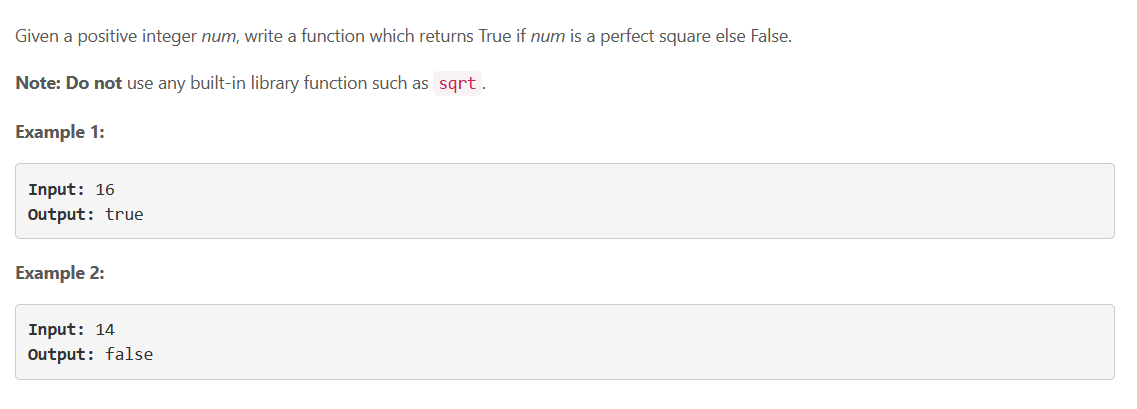 Given a positive integer num, write a function which returns True if num is a perfect square else False.
Note: Do not use any built-in library function such as sqrt.
Example 1:
Input: 16
Output: true
Example 2:
Input: 14
Output: false